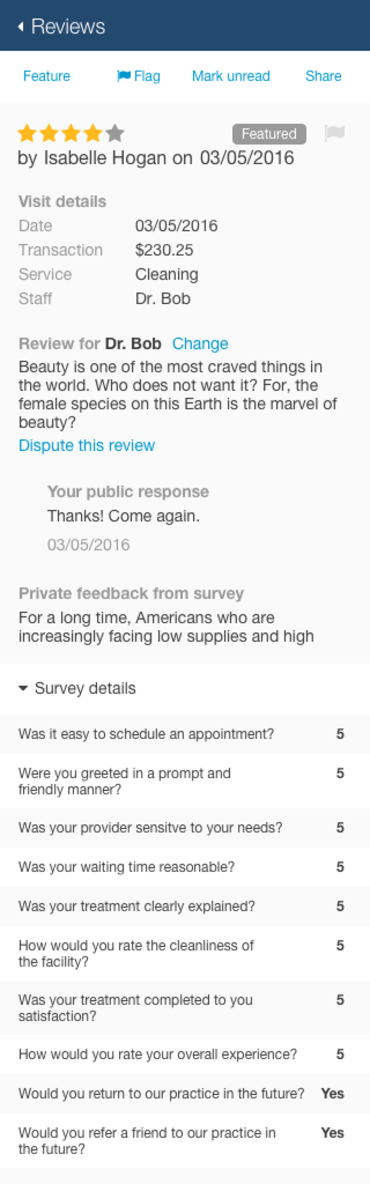 Reviews
Feature Flag Mark unread Share
Featured
by Isabelle Hogan on 03/05/2016
Visit details
Date 03/05/2016
Transaction $230.25
Service Cleaning
Staff Dr. Bob
Review for Dr. Bob Change
Beauty is one of the most craved things in
the world. Who does not want it? For, the
female species on this Earth is the marvel of
beauty?
Dispute this review
Your public response
Thanks! Come again.
03/05/2016
Private feedback from survey
For a long time, Americans who are
increasingly facing low supplies and high
Survey details
Was it easy to schedule an appointment? 5
Were you greeted in a prompt and 5
friendly manner?
Was your provider sensitve to your needs? 5
Was your waiting time reasonable? 5
Was your treatment clearly explained? 5
How would you rate the cleanliness of 5
the facility?
Was your treatment completed to you 5
satisfaction?
How would you rate your overall experience? 5
Would you return to our practice in the future? Yes
Would you refer a friend to our practice in Yes
the future?